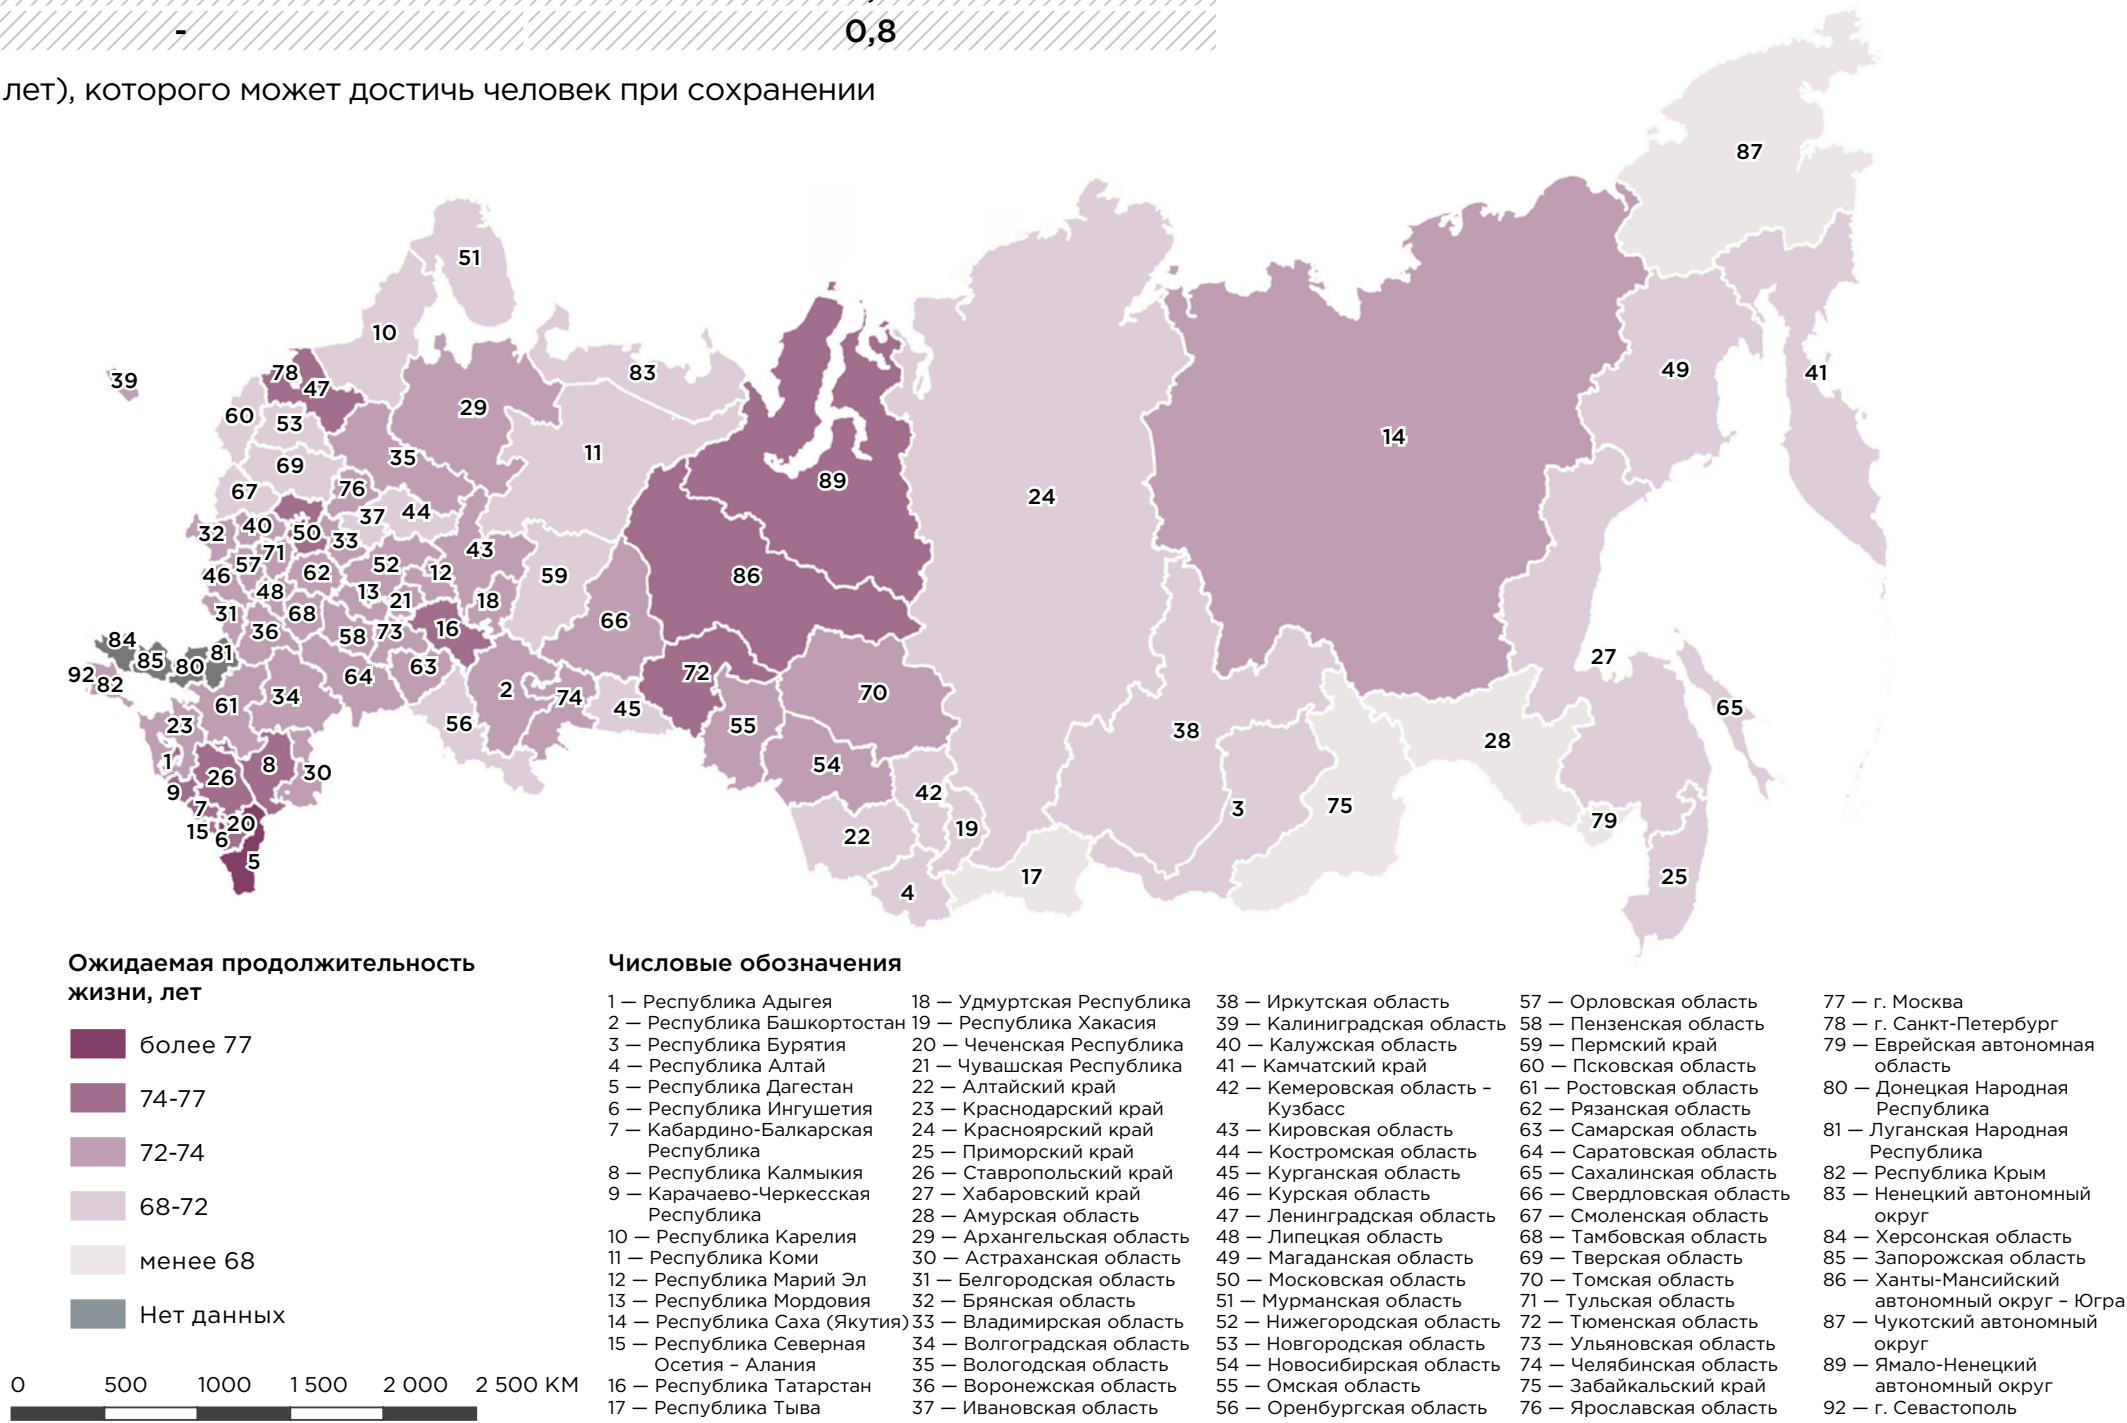 -
0,8
лет), которого может достичь человек при сохранении
87
51
10
39
78
47
83
49
41
29
60
53
14
11
35
69
89
67
76
24
44
37
32
40
50
33
71
43
57
52
12
46
62
59
86
48
13
21
18
31
68
66
36
58
73
16
84
81
85
80
63
27
92
82
64
72
2
70
34
74
45
61
65
23
56
55
38
28
1
8
30
54
26
9
42
3
75
7
20
79
15
6
22
19
5
17
25
4
Ожидаемая продолжительность
жизни, лет
более 77
74-77
72-74
68-72
менее 68
Нет данных
0 500 1000 1 500 2 000 2 500 КМ
Числовые обозначения
1 — Республика Адыгея
2 — Республика Башкортостан
3 — Республика Бурятия
4 — Республика Алтай
5 — Республика Дагестан
6 — Республика Ингушетия
7 — Кабардино-Балкарская
Республика
8 — Республика Калмыкия
9 — Карачаево-Черкесская
Республика
10 — Республика Карелия
11 — Республика Коми
12 — Республика Марий Эл
13 — Республика Мордовия
14 — Республика Саха (Якутия)
15 — Республика Северная
Осетия – Алания
16 — Республика Татарстан
17 — Республика Тыва
18 — Удмуртская Республика
19 — Республика Хакасия
20 — Чеченская Республика
21 — Чувашская Республика
22 — Алтайский край
23 — Краснодарский край
24 — Красноярский край
25 — Приморский край
26 — Ставропольский край
27 — Хабаровский край
28 — Амурская область
29 — Архангельская область
30 — Астраханская область
31 — Белгородская область
32 — Брянская область
33 — Владимирская область
34 — Волгоградская область
35 — Вологодская область
36 — Воронежская область
37 — Ивановская область
38 — Иркутская область
39 — Калиниградская область
40 — Калужская область
41 — Камчатский край
42 — Кемеровская область –
Кузбасс
43 — Кировская область
44 — Костромская область
45 — Курганская область
46 — Курская область
47 — Ленинградская область
48 — Липецкая область
49 — Магаданская область
50 — Московская область
51 — Мурманская область
52 — Нижегородская область
53 — Новгородская область
54 — Новосибирская область
55 — Омская область
56 — Оренбургская область
57 — Орловская область
58 — Пензенская область
59 — Пермский край
60 — Псковская область
61 — Ростовская область
62 — Рязанская область
63 — Самарская область
64 — Саратовская область
65 — Сахалинская область
66 — Свердловская область
67 — Смоленская область
68 — Тамбовская область
69 — Тверская область
70 — Томская область
71 — Тульская область
72 — Тюменская область
73 — Ульяновская область
74 — Челябинская область
75 — Забайкальский край
76 — Ярославская область
77 — г. Москва
78 — г. Санкт-Петербург
79 — Еврейская автономная
область
80 — Донецкая Народная
Республика
81 — Луганская Народная
Республика
82 — Республика Крым
83 — Ненецкий автономный
округ
84 — Херсонская область
85 — Запорожская область
86 — Ханты-Мансийский
автономный округ – Югра
87 — Чукотский автономный
округ
89 — Ямало-Ненецкий
автономный округ
92 — г. Севастополь